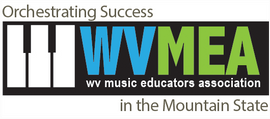 Orchestrating Success
WVMEA
wv music educators association
in the Mountain State